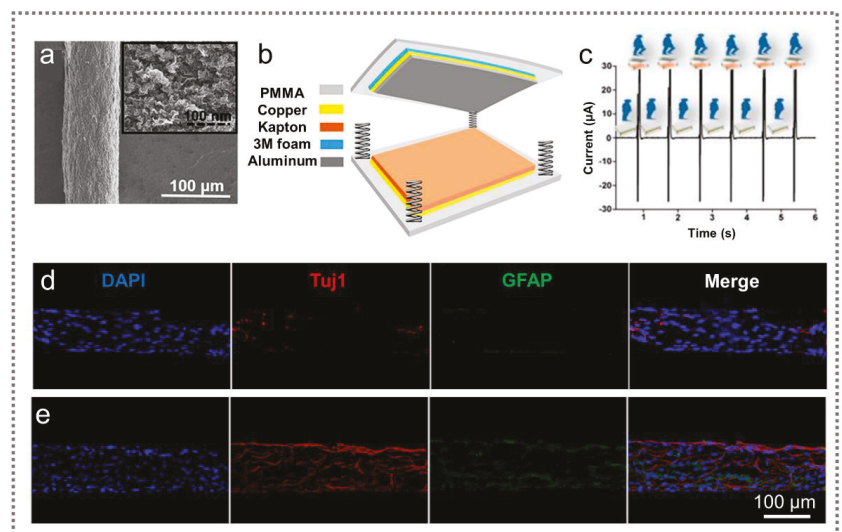 a
100 nm
100 µm
b
PMMA
Copper
Kapton
3M foam
Aluminum
c
30
20
10
0
-10
-20
-30
Current (µA)
1 2 3 4 5 6
Time (s)
d
DAPI Tuj1 GFAP Merge
e
100 µm